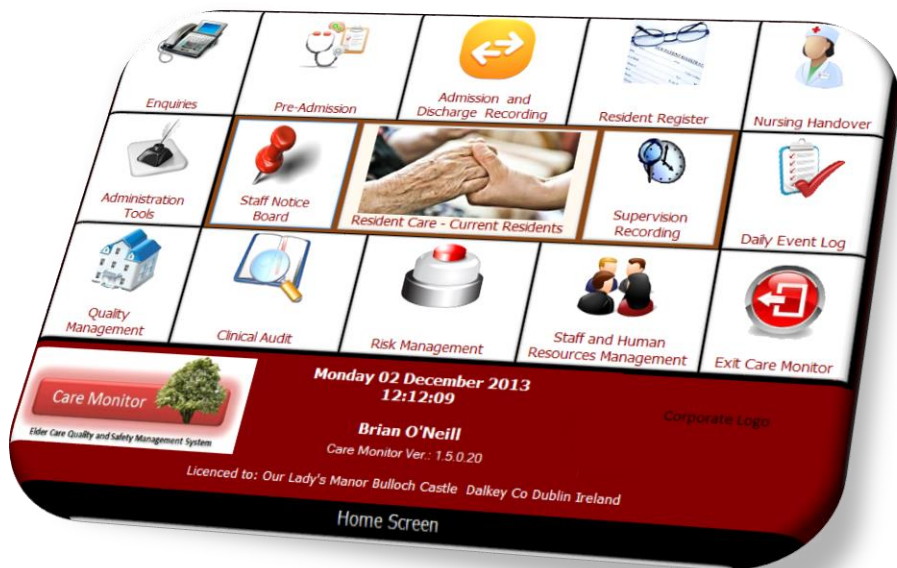 Enquiries
Pre-Admission
Admission and
Discharge Recording
Resident Register
Nursing Handover
Administration
Tools
Staff Notice
Board
Resident Care - Current Residents
Supervision
Recording
Daily Event Log
Quality
Management
Clinical Audit
Risk Management
Staff and Human
Resources Management
Exit Care Monitor
Care Monitor
Elder Care Quality and Safety Management System
Monday 02 December 2013
12:12:09
Corporate Logo
Brian O'Neill
Care Monitor Ver.: 1.5.0.20
Licenced to: Our Lady's Manor Bulloch Castle Dalkey Co Dublin Ireland
Home Screen